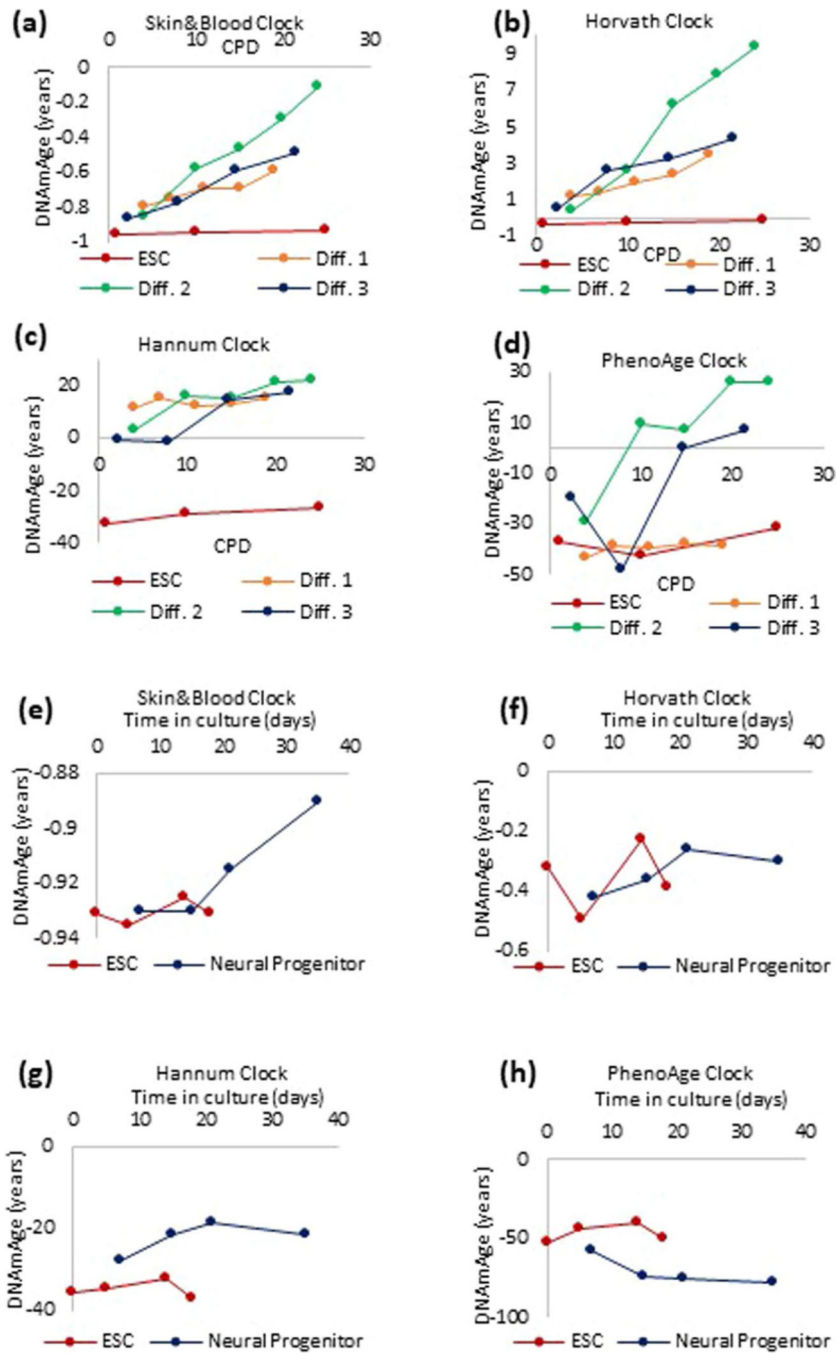 (a)
Skin&Blood Clock
CPD
0 10 20 30
0
-0.2
-0.4
-0.6
-0.8
-1
DNAmAge (years)
ESC Diff. 1
Diff. 2 Diff. 3
(b)
Horvath Clock
9
7
5
3
1
-1
DNAmAge (years)
0 10 20 30
CPD
ESC Diff. 1
Diff. 2 Diff. 3
(c)
Hannum Clock
20
0
-20
-40
DNAmAge (years)
0 10 20 30
CPD
ESC Diff. 1
Diff. 2 Diff. 3
(d)
PhenoAge Clock
30
10
-10
-30
-50
DNAmAge (years)
0 10 20 30
CPD
ESC Diff. 1
Diff. 2 Diff. 3
(e)
Skin&Blood Clock
Time in culture (days)
0 10 20 30 40
-0.88
-0.9
-0.92
-0.94
DNAmAge (years)
ESC Neural Progenitor
(f)
Horvath Clock
Time in culture (days)
0 10 20 30 40
0
-0.2
-0.4
-0.6
DNAmAge (years)
ESC Neural Progenitor
(g)
Hannum Clock
Time in culture (days)
0 10 20 30 40
0
-20
-40
DNAmAge (years)
ESC Neural Progenitor
(h)
PhenoAge Clock
Time in culture (days)
0 10 20 30 40
0
-50
-100
DNAmAge (years)
ESC Neural Progenitor